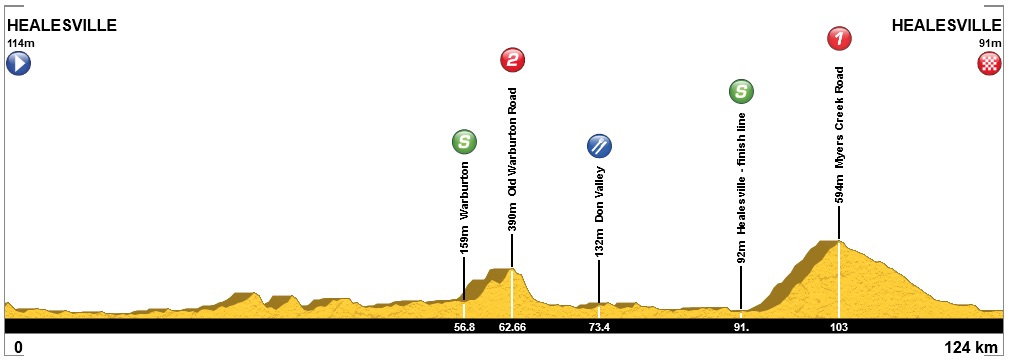 HEALESVILLE
114m
HEALESVILLE
91m
S
159m Warburton
2
390m Old Warburton Road
132m Don Valley
S
92m Healesville - finish line
1
594m Myers Creek Road
56.8
62.66
73.4
91.
103
0
124 km